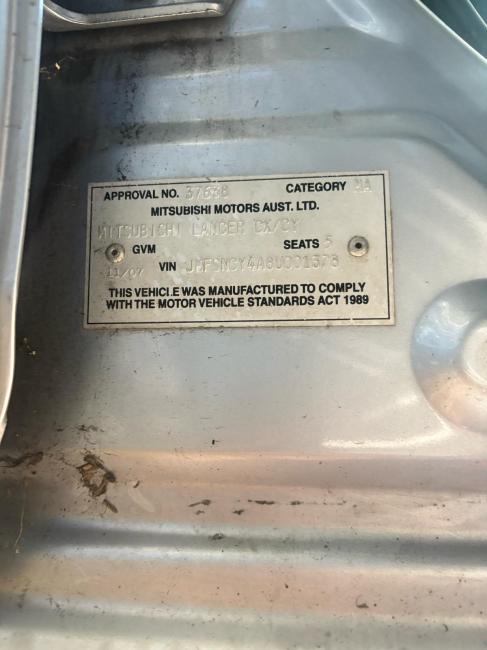 APPROVAL NO. 37638 CATEGORY MA
MITSUBISHI MOTORS AUST. LTD.
MITSUBISHI LANCER CX/CY
GVM SEATS 5
11/07 VIN
THIS VEHICLE WAS MANUFACTURED TO COMPLY
WITH THE MOTOR VEHICLE STANDARDS ACT 1989